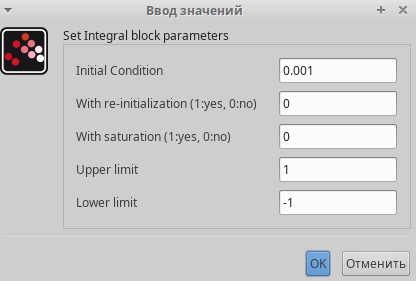 Ввод значений
Set Integral block parameters
Initial Condition 0.001
With re-initialization (1:yes, 0:no) 0
With saturation (1:yes, 0:no) 0
Upper limit 1
Lower limit -1
OK Отменить